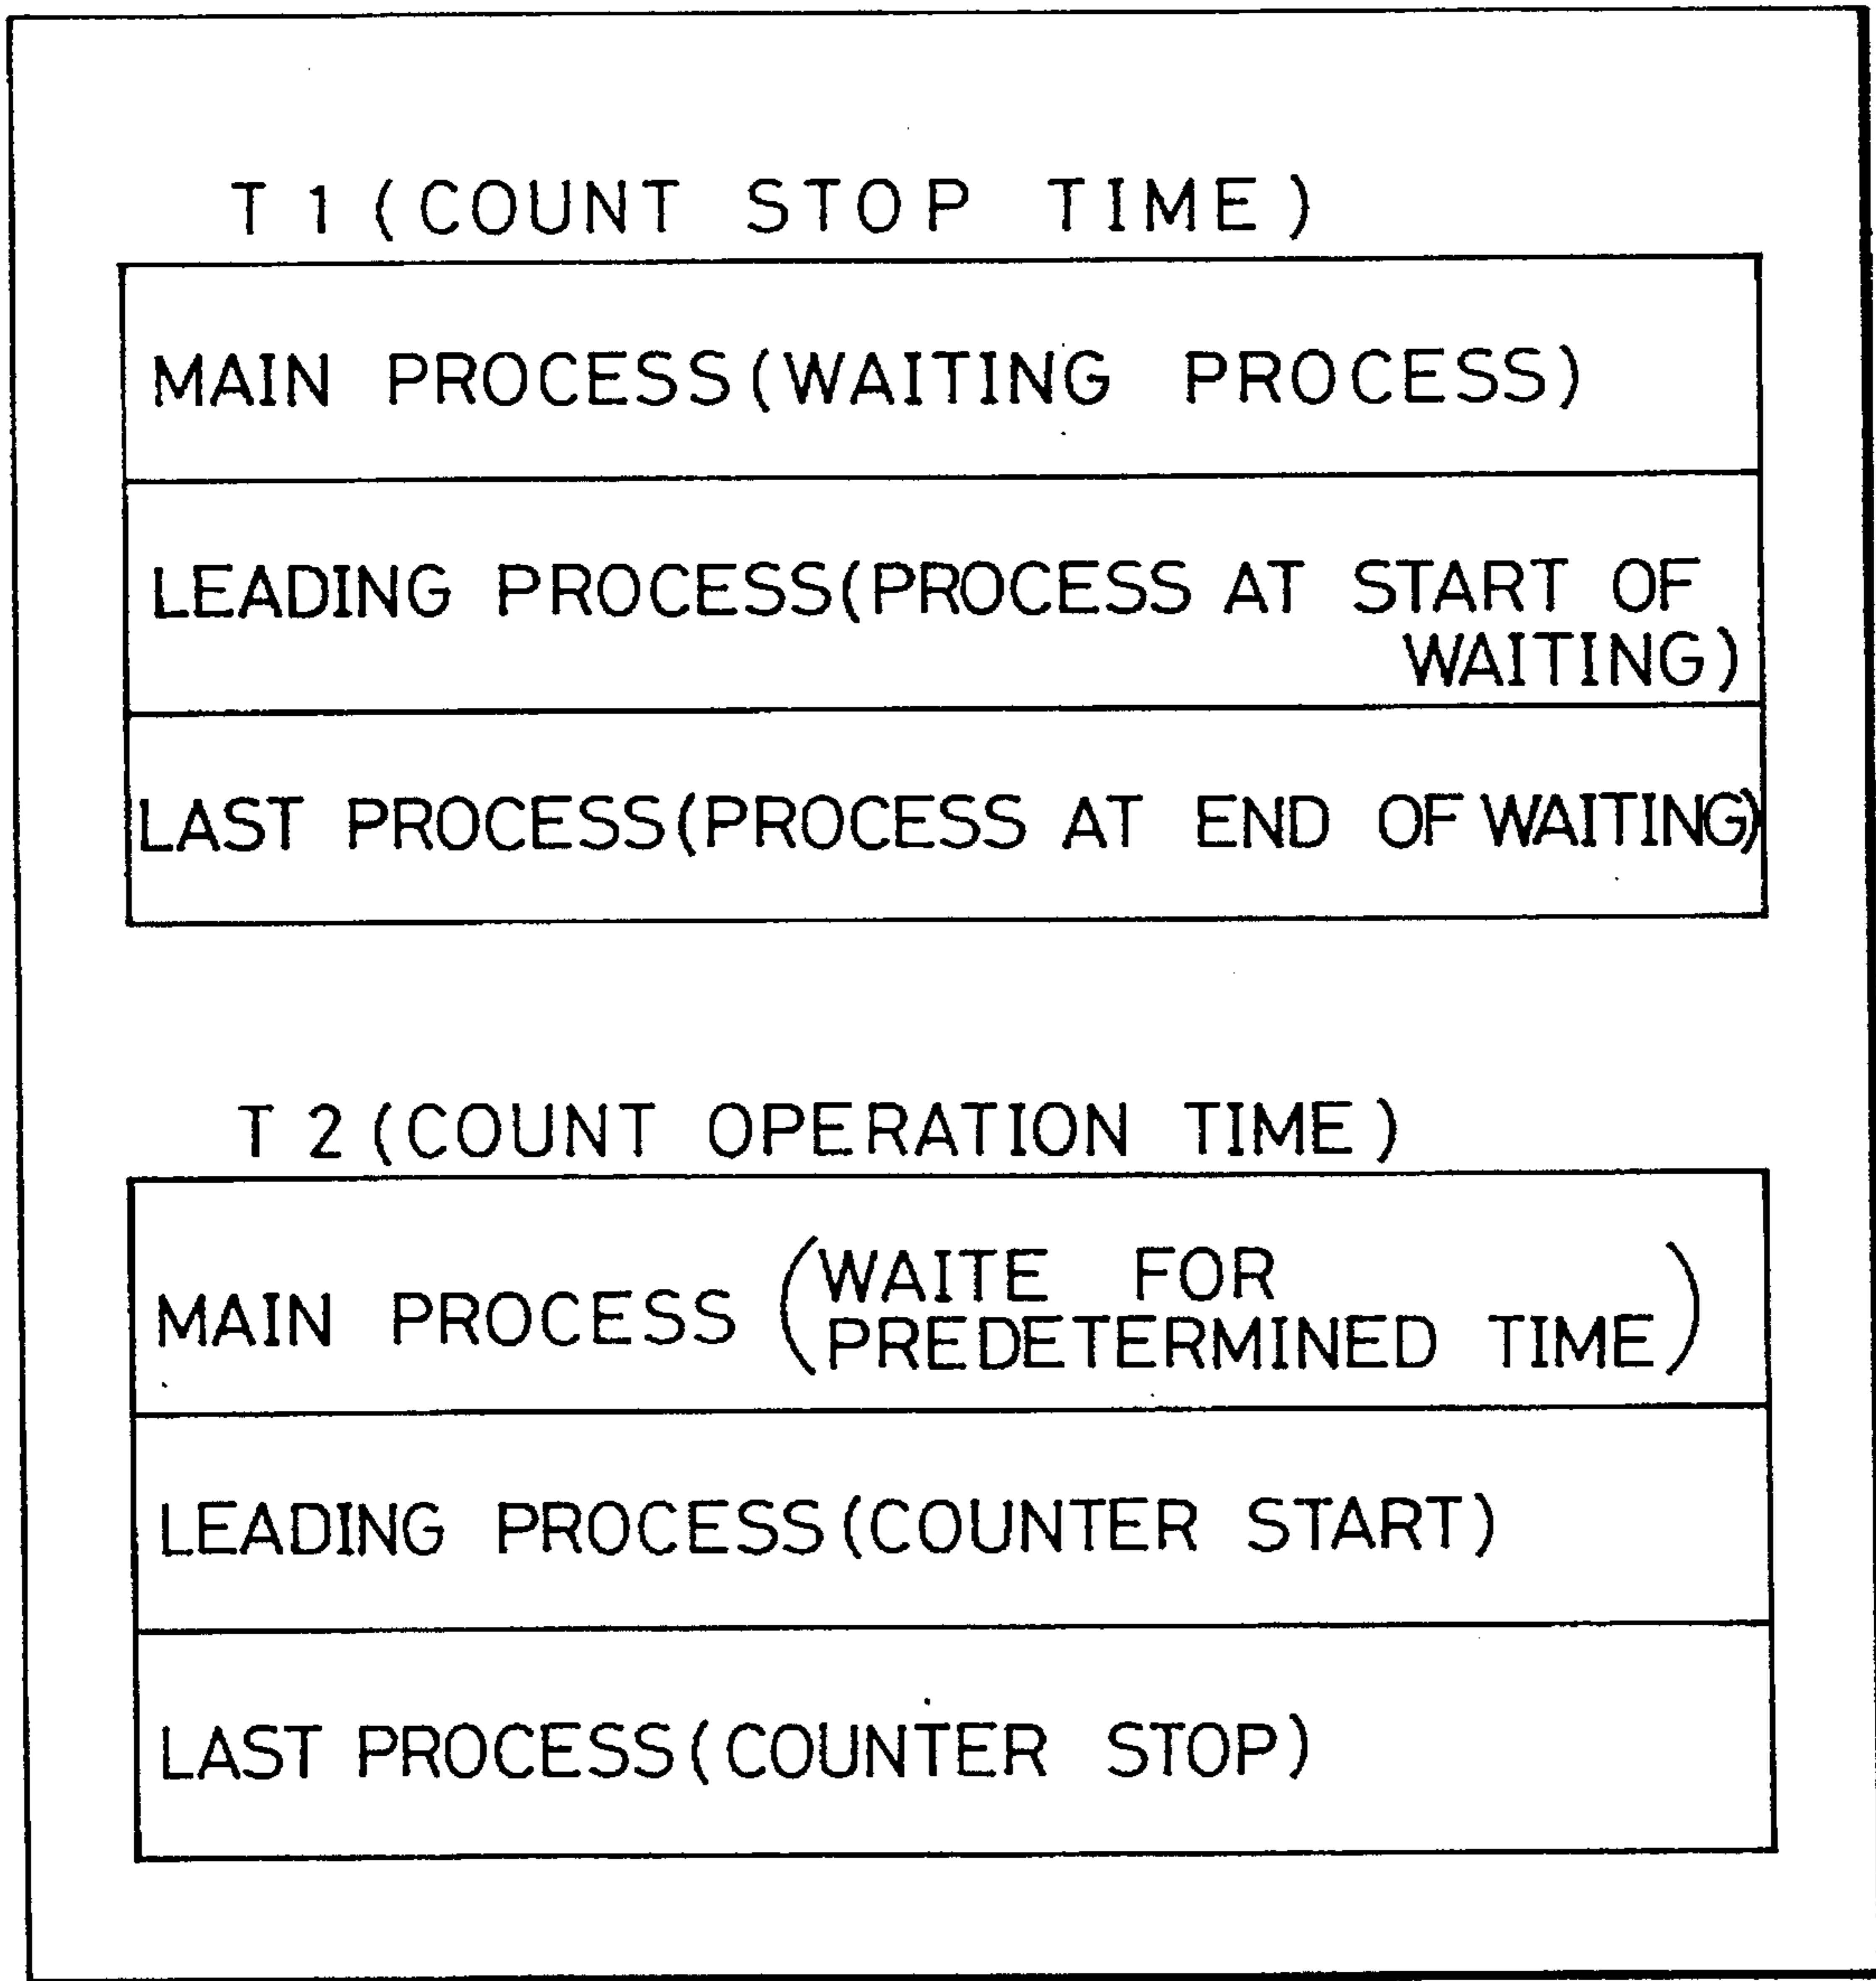 T 1 (COUNT STOP TIME)
MAIN PROCESS(WAITING PROCESS)
LEADING PROCESS(PROCESS AT START OF
WAITING)
LAST PROCESS(PROCESS AT END OF WAITING)
T 2 (COUNT OPERATION TIME)
MAIN PROCESS (WAITE FOR
PREDETERMINED TIME)
LEADING PROCESS(COUNTER START)
LAST PROCESS(COUNTER STOP)